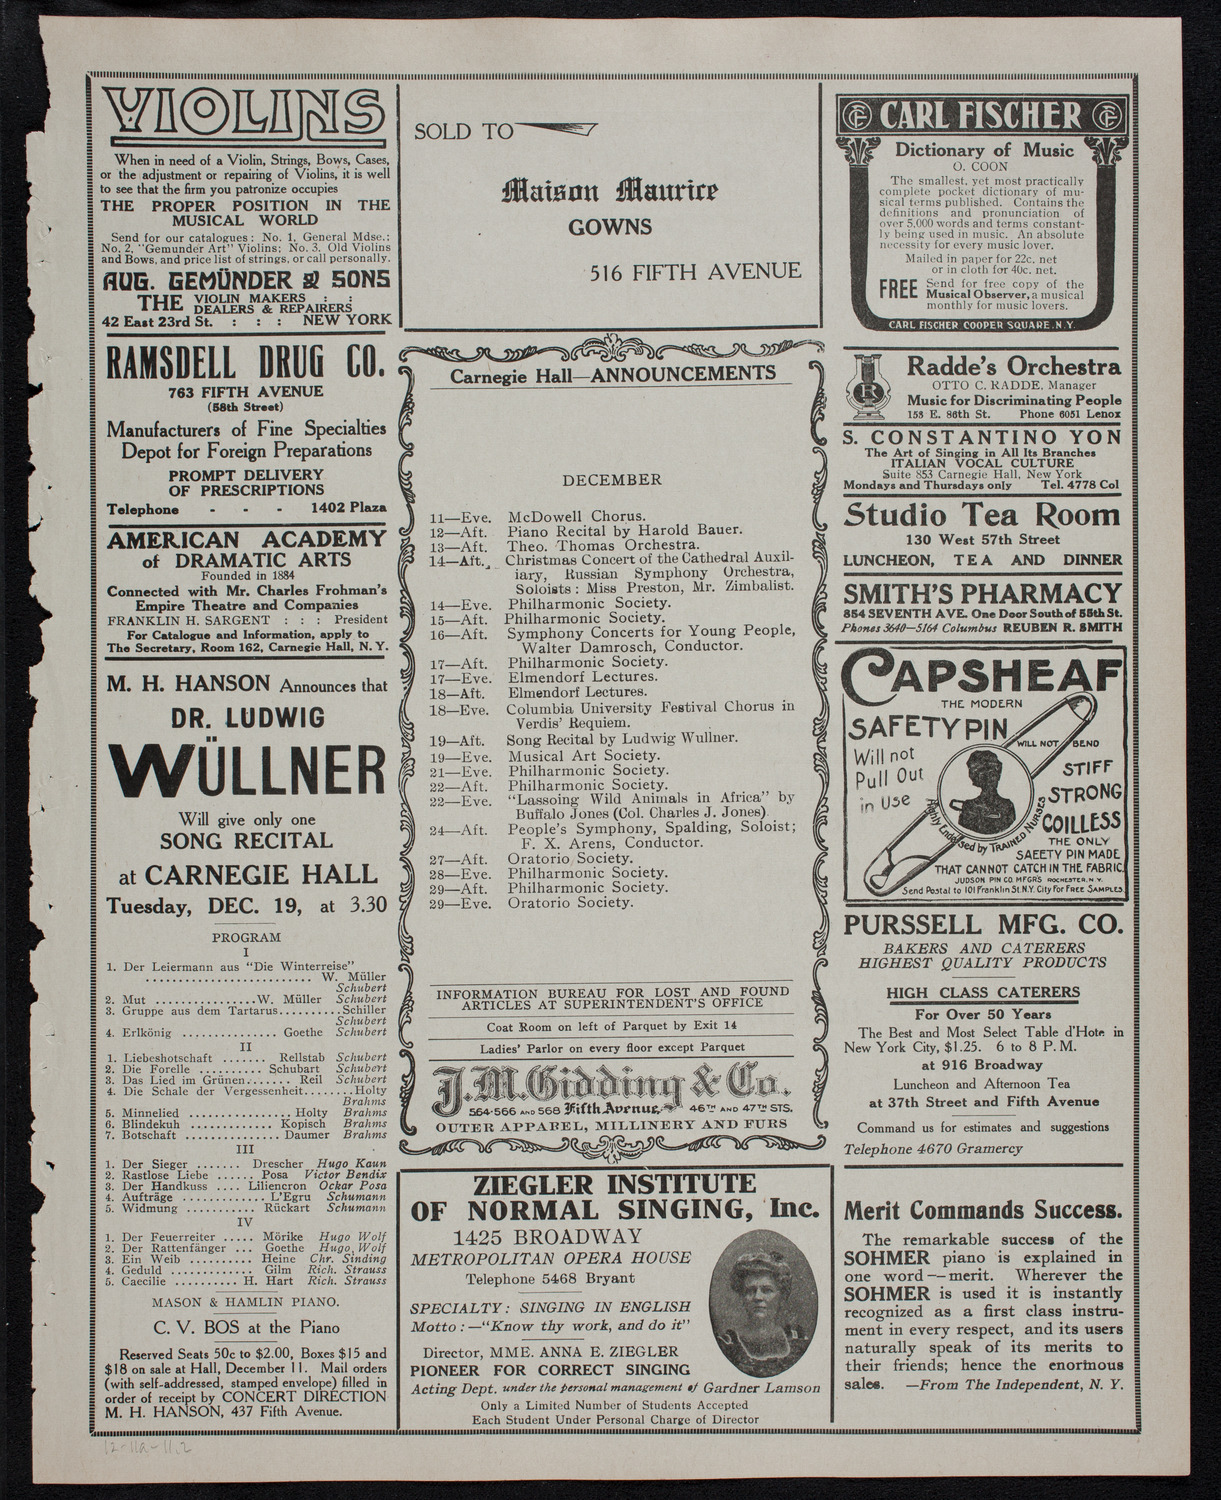 VIOLINS
When in need of a Violin, Strings, Bows, Cases,
or the adjustment or repairing of Violins, it is well
to see that the firm you patronize occupies
THE PROPER POSITION IN THE
MUSICAL WORLD
Send for our catalogues: No. 1, General Mdse.;
No. 2, "Gemunder Art" Violins; No. 3, Old Violins
and Bows, and price list of strings, or call personally.
AUG. GEMÜNDER & SONS
THE VIOLIN MAKERS : :
DEALERS & REPAIRERS
42 East 23rd St. : : : NEW YORK
RAMSDELL DRUG CO.
763 FIFTH AVENUE
(58th Street)
Manufacturers of Fine Specialties
Depot for Foreign Preparations
PROMPT DELIVERY
OF PRESCRIPTIONS
Telephone - - - 1402 Plaza
AMERICAN ACADEMY
of DRAMATIC ARTS
Founded in 1884
Connected with Mr. Charles Frohman's
Empire Theatre and Companies
FRANKLIN H. SARGENT : : : President
For Catalogue and Information, apply to
The Secretary, Room 162, Carnegie Hall, N. Y.
M. H. HANSON Announces that
DR. LUDWIG
WÜLLNER
Will give only one
SONG RECITAL
at CARNEGIE HALL
Tuesday, DEC. 19, at 3.30
PROGRAM
I
1. Der Leiermann aus "Die Winterreise"
........................ W. Müller
Schubert
2. Mut ...............W. Müller Schubert
3. Gruppe aus dem Tartarus..........Schiller
Schubert
4. Erlkönig .............. Goethe Schubert
II
1. Liebeshotschaft ....... Rellstab Schubert
2. Die Forelle .......... Schubart Schubert
3. Das Lied im Grünen....... Reil Schubert
4. Die Schale der Vergessenheit........Holty
Brahms
5. Minnelied ................ Holty Brahms
6. Blindekuh ............. Kopisch Brahms
7. Botschaft .............. Daumer Brahms
III
1. Der Sieger ....... Drescher Hugo Kaun
2. Rastlose Liebe ...... Posa Victor Bendix
3. Der Handkuss .... Liliencron Ockar Posa
4. Aufträge ............. L'Egru Schumann
5. Widmung ........... Rückart Schumann
IV
1. Der Feuerreiter ..... Mörike Hugo Wolf
2. Der Rattenfänger ... Goethe Hugo Wolf
3. Ein Weib .......... Heine Chr. Sinding
4. Geduld ............ Gilm Rich. Strauss
5. Caecilie .......... H. Hart Rich. Strauss
MASON & HAMLIN PIANO.
C. V. BOS at the Piano
Reserved Seats 50c to $2.00, Boxes $15 and
$18 on sale at Hall, December 11. Mail orders
(with self-addressed, stamped envelope) filled in
order of receipt by CONCERT DIRECTION
M. H. HANSON, 437 Fifth Avenue.
SOLD TO
Maison Maurice
GOWNS
516 FIFTH AVENUE
Carnegie Hall—ANNOUNCEMENTS
DECEMBER
11—Eve. McDowell Chorus.
12—Aft. Piano Recital by Harold Bauer.
13—Aft. Theo. Thomas Orchestra.
14—Aft. Christmas Concert of the Cathedral Auxil-
iary, Russian Symphony Orchestra,
Soloists: Miss Preston, Mr. Zimbalist.
14—Eve. Philharmonic Society.
15—Aft. Philharmonic Society.
16—Aft. Symphony Concerts for Young People,
Walter Damrosch, Conductor.
17—Aft. Philharmonic Society.
17—Eve. Elmendorf Lectures.
18—Aft. Elmendorf Lectures.
18—Eve. Columbia University Festival Chorus in
Verdis' Requiem.
19—Aft. Song Recital by Ludwig Wullner.
19—Eve. Musical Art Society.
21—Eve. Philharmonic Society.
22—Aft. Philharmonic Society.
22—Eve. "Lassoing Wild Animals in Africa" by
Buffalo Jones (Col. Charles J. Jones)
24—Aft. People's Symphony, Spalding, Soloist;
F. X. Arens, Conductor.
27—Aft. Oratorio Society.
28—Eve. Philharmonic Society.
29—Aft. Philharmonic Society.
29—Eve. Oratorio Society.
INFORMATION BUREAU FOR LOST AND FOUND
ARTICLES AT SUPERINTENDENT'S OFFICE
Coat Room on left of Parquet by Exit 14
Ladies' Parlor on every floor except Parquet
J.M. Gidding & Co.
564-566 AND 568 Fifth Avenue, 46TH AND 47TH STS.
OUTER APPAREL, MILLINERY AND FURS
ZIEGLER INSTITUTE
OF NORMAL SINGING, Inc.
1425 BROADWAY
METROPOLITAN OPERA HOUSE
Telephone 5468 Bryant
SPECIALTY: SINGING IN ENGLISH
Motto:—"Know thy work, and do it"
Director, MME. ANNA E. ZIEGLER
PIONEER FOR CORRECT SINGING
Acting Dept. under the personal management of Gardner Lamson
Only a Limited Number of Students Accepted
Each Student Under Personal Charge of Director
CF CARL FISCHER CF
Dictionary of Music
O. COON
The smallest, yet most practically
complete pocket dictionary of mu-
sical terms published. Contains the
definitions and pronunciation of
over 5,000 words and terms constant-
ly being used in music. An absolute
necessity for every music lover.
Mailed in paper for 22c. net
or in cloth for 40c. net.
FREE Send for free copy of the
Musical Observer, a musical
monthly for music lovers.
CARL FISCHER COOPER SQUARE. N.Y.
R
Radde's Orchestra
OTTO C. RADDE, Manager
Music for Discriminating People
158 E. 86th St. Phone 6051 Lenox
S. CONSTANTINO YON
The Art of Singing in All Its Branches
ITALIAN VOCAL CULTURE
Suite 853 Carnegie Hall, New York
Mondays and Thursdays only Tel. 4778 Col
Studio Tea Room
130 West 57th Street
LUNCHEON, TEA AND DINNER
SMITH'S PHARMACY
854 SEVENTH AVE. One Door South of 55th St.
Phones 3640—5164 Columbus REUBEN R. SMITH
CAPSHEAF
THE MODERN
SAFETY PIN
WILL NOT BEND
Will not
Pull Out
in Use
STIFF
STRONG
COILLESS
Highly Endorsed by TRAINED NURSES
THE ONLY
SAFETY PIN MADE
THAT CANNOT CATCH IN THE FABRIC
JUDSON PIN CO. MFGRS ROCHESTER, N.Y.
Send Postal to 101 Franklin St. N.Y. City for FREE SAMPLES.
PURSSELL MFG. CO.
BAKERS AND CATERERS
HIGHEST QUALITY PRODUCTS
HIGH CLASS CATERERS
For Over 50 Years
The Best and Most Select Table d'Hote in
New York City, $1.25. 6 to 8 P. M.
at 916 Broadway
Luncheon and Afternoon Tea
at 37th Street and Fifth Avenue
Command us for estimates and suggestions
Telephone 4670 Gramercy
Merit Commands Success.
The remarkable success of the
SOHMER piano is explained in
one word—merit. Wherever the
SOHMER is used it is instantly
recognized as a first class instru-
ment in every respect, and its users
naturally speak of its merits to
their friends; hence the enormous
sales. —From The Independent, N. Y.
12-11a-11.2